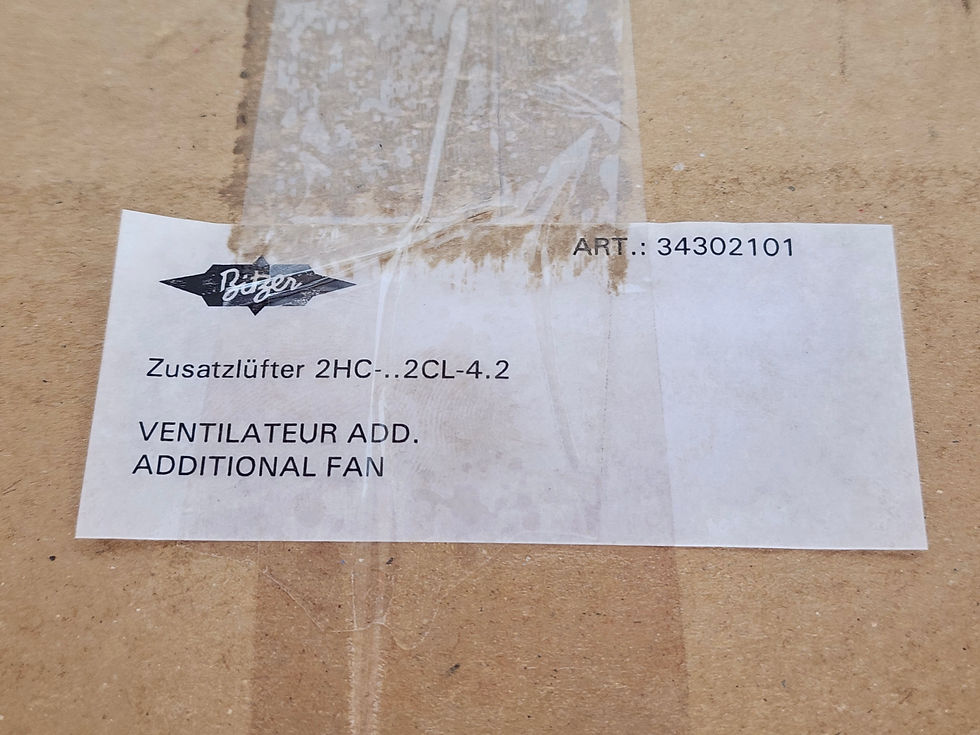 ART.: 34302101
Bitzer
Zusatzlüfter 2HC-..2CL-4.2
VENTILATEUR ADD.
ADDITIONAL FAN